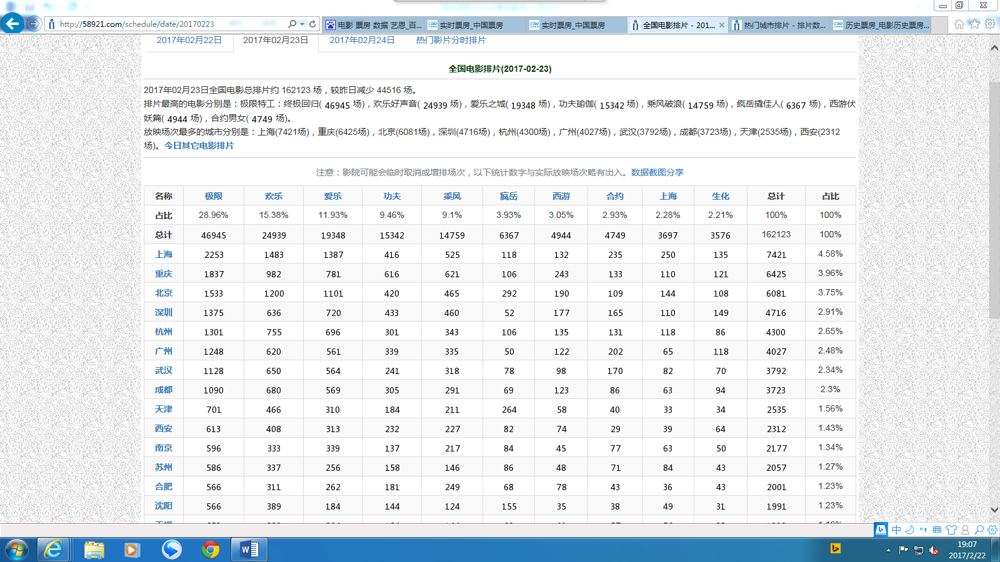 http://58921.com/schedule/date/20170223
电影 票房 数据 艺恩_百...
实时票房_中国票房
实时票房_中国票房
全国电影排片 - 201...
热门城市排片 - 排片数...
历史票房_电影历史票房...
2017年02月22日 2017年02月23日 2017年02月24日 热门影片分时排片
全国电影排片(2017-02-23)
2017年02月23日全国电影总排片约 162123 场，较昨日减少 44516 场。
排片最高的电影分别是：极限特工：终极回归( 46945 场)，欢乐好声音( 24939 场)，爱乐之城( 19348 场)，功夫瑜伽( 15342 场)，乘风破浪( 14759 场)，疯岳撬佳人( 6367 场)，西游伏
妖篇( 4944 场)，合约男女( 4749 场)。
放映场次最多的城市分别是：上海(7421场)，重庆(6425场)，北京(6081场)，深圳(4716场)，杭州(4300场)，广州(4027场)，武汉(3792场)，成都(3723场)，天津(2535场)，西安(2312
场)。今日其它电影排片
注意：影院可能会临时取消或增排场次，以下统计数字与实际放映场次略有出入。数据截图分享
名称 极限 欢乐 爱乐 功夫 乘风 疯岳 西游 合约 上海 生化 总计 占比
占比 28.96% 15.38% 11.93% 9.46% 9.1% 3.93% 3.05% 2.93% 2.28% 2.21% 100% 100%
总计 46945 24939 19348 15342 14759 6367 4944 4749 3697 3576 162123 100%
上海 2253 1483 1387 416 525 118 132 235 250 135 7421 4.58%
重庆 1837 982 781 616 621 106 243 133 110 121 6425 3.96%
北京 1533 1200 1101 420 465 292 190 109 144 108 6081 3.75%
深圳 1375 636 720 433 460 52 177 165 110 149 4716 2.91%
杭州 1301 755 696 301 343 106 135 131 118 86 4300 2.65%
广州 1248 620 561 339 335 50 122 202 65 118 4027 2.48%
武汉 1128 650 564 241 318 78 98 170 82 70 3792 2.34%
成都 1090 680 569 305 291 69 123 86 63 94 3723 2.3%
天津 701 466 310 184 211 264 58 40 33 34 2535 1.56%
西安 613 408 313 232 227 82 74 29 39 64 2312 1.43%
南京 596 333 339 137 217 84 45 77 63 50 2177 1.34%
苏州 586 337 256 158 146 86 48 71 84 43 2057 1.27%
合肥 566 311 262 181 249 68 78 43 36 43 2001 1.23%
沈阳 566 389 184 144 124 155 35 38 49 31 1991 1.23%
中
19:07
2017/2/22